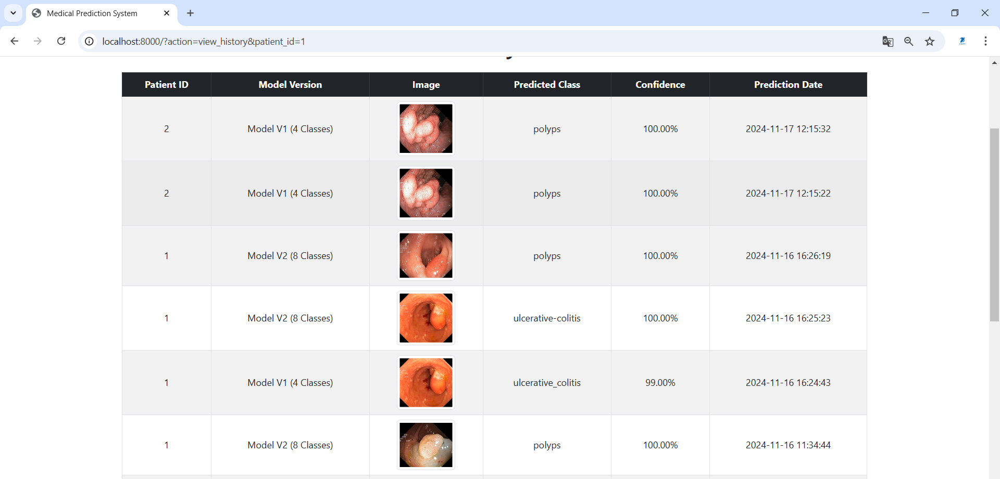 Medical Prediction System
localhost:8000/?action=view_history&patient_id=1
Patient ID Model Version Image Predicted Class Confidence Prediction Date
2 Model V1 (4 Classes) polyps 100.00% 2024-11-17 12:15:32
2 Model V1 (4 Classes) polyps 100.00% 2024-11-17 12:15:22
1 Model V2 (8 Classes) polyps 100.00% 2024-11-16 16:26:19
1 Model V2 (8 Classes) ulcerative-colitis 100.00% 2024-11-16 16:25:23
1 Model V1 (4 Classes) ulcerative_colitis 99.00% 2024-11-16 16:24:43
1 Model V2 (8 Classes) polyps 100.00% 2024-11-16 11:34:44